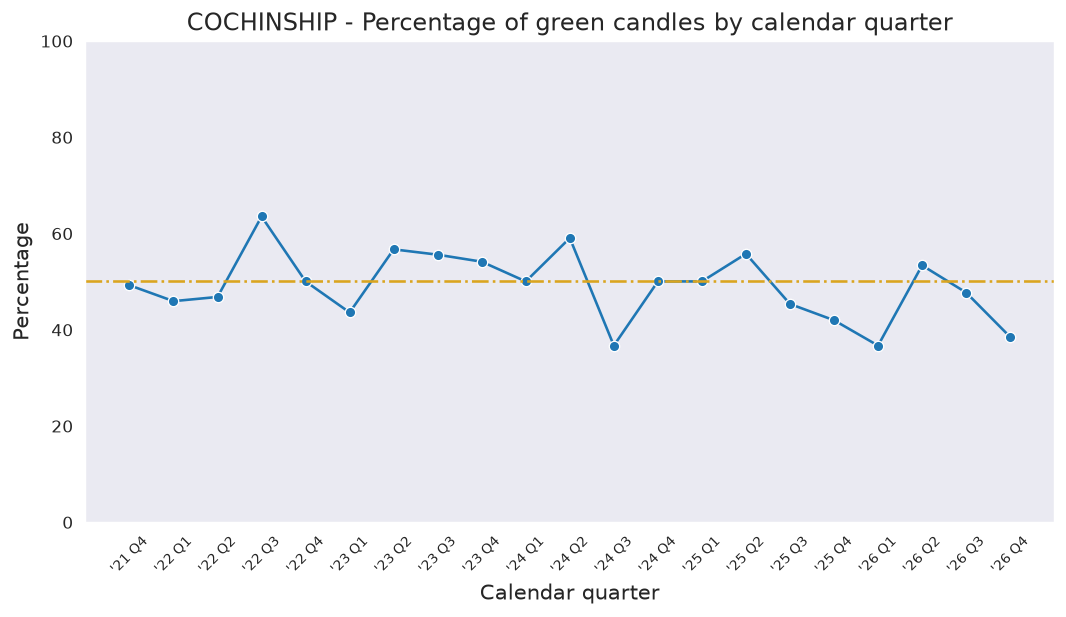 COCHINSHIP - Percentage of green candles by calendar quarter
100
80
60
40
20
0
Percentage
'21 Q4
'22 Q1
'22 Q2
'22 Q3
'22 Q4
'23 Q1
'23 Q2
'23 Q3
'23 Q4
'24 Q1
'24 Q2
'24 Q3
'24 Q4
'25 Q1
'25 Q2
'25 Q3
'25 Q4
'26 Q1
'26 Q2
'26 Q3
'26 Q4
Calendar quarter